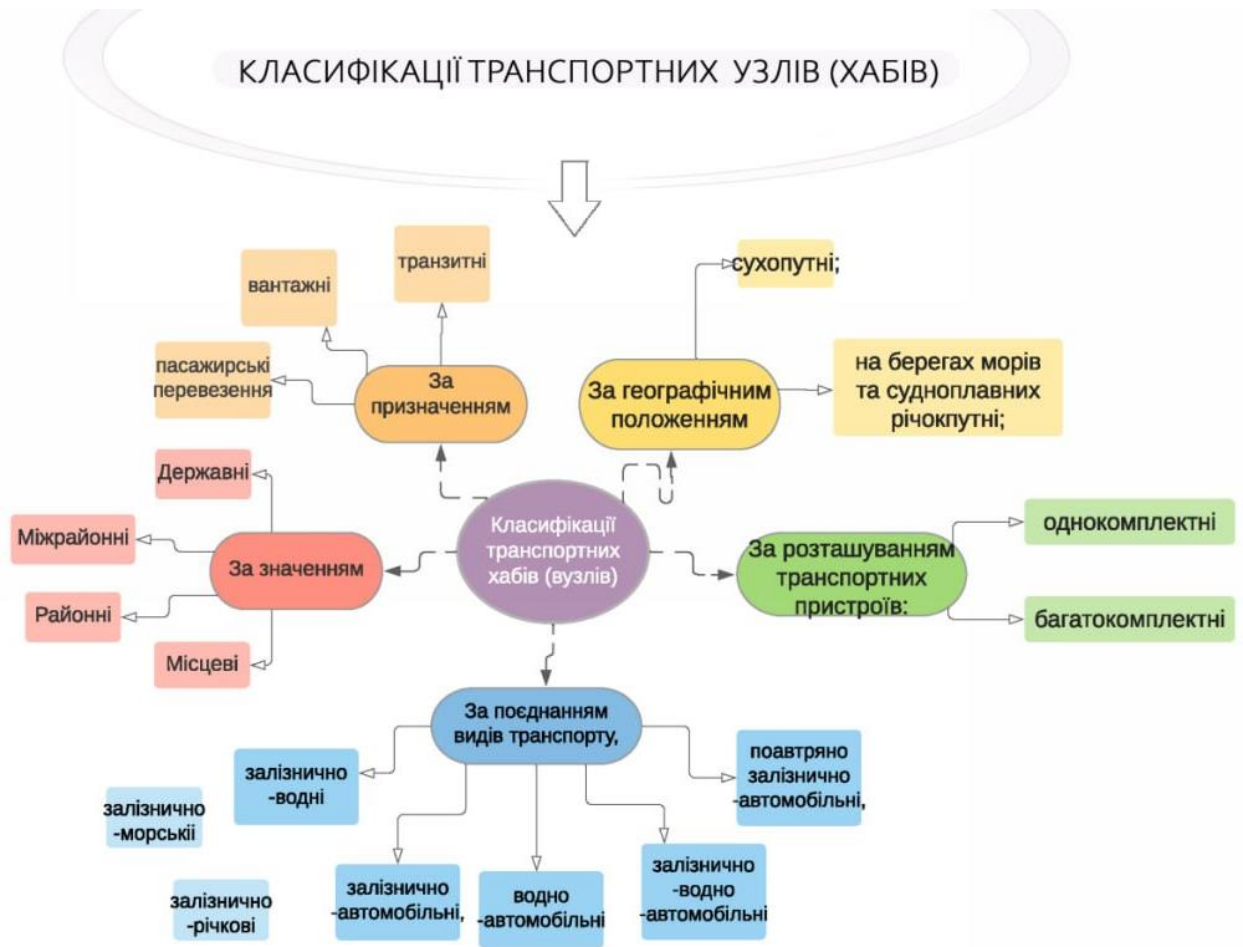 КЛАСИФІКАЦІЇ ТРАНСПОРТНИХ УЗЛІВ (ХАБІВ)
транзитні
вантажні
пасажирські
перевезення
За
призначенням
сухопутні;
За географічним
положенням
на берегах морів
та судноплавних
річокпутні;
Державні
Міжрайонні
Районні
Місцеві
За значенням
Класифікації
транспортних
хабів (вузлів)
За розташуванням
транспортних
пристроїв:
однокомплектні
багатокомплектні
За поєднанням
видів транспорту,
залізнично
-водні
залізнично
-морськії
залізнично
-річкові
залізнично
-автомобільні,
водно
-автомобільні
залізнично
-водно
-автомобільні
поавтряно
залізнично
-автомобільні,